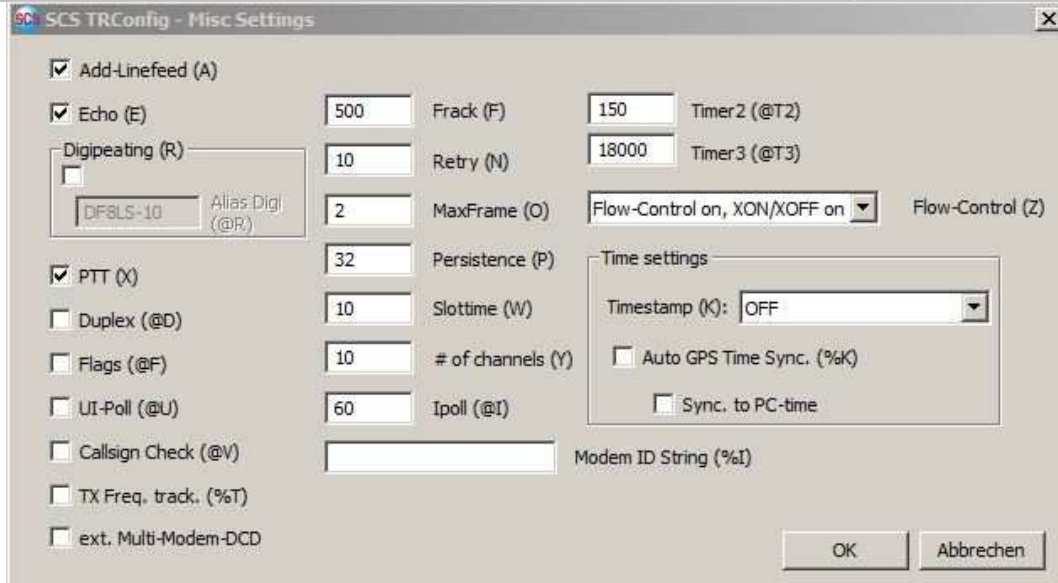 SCS TRConfig - Misc Settings
Add-Linefeed (A)
Echo (E)
Digipeating (R)
DF8LS-10
Alias Digi
(@R)
PTT (X)
Duplex (@D)
Flags (@F)
UI-Poll (@U)
Callsign Check (@V)
TX Freq. track. (%T)
ext. Multi-Modem-DCD
500 Frack (F)
10 Retry (N)
2 MaxFrame (O)
32 Persistence (P)
10 Slottime (W)
10 # of channels (Y)
60 Ipoll (@I)
Modem ID String (%I)
150 Timer2 (@T2)
18000 Timer3 (@T3)
Flow-Control on, XON/XOFF on Flow-Control (Z)
Time settings
Timestamp (K): OFF
Auto GPS Time Sync. (%K)
Sync. to PC-time
OK
Abbrechen